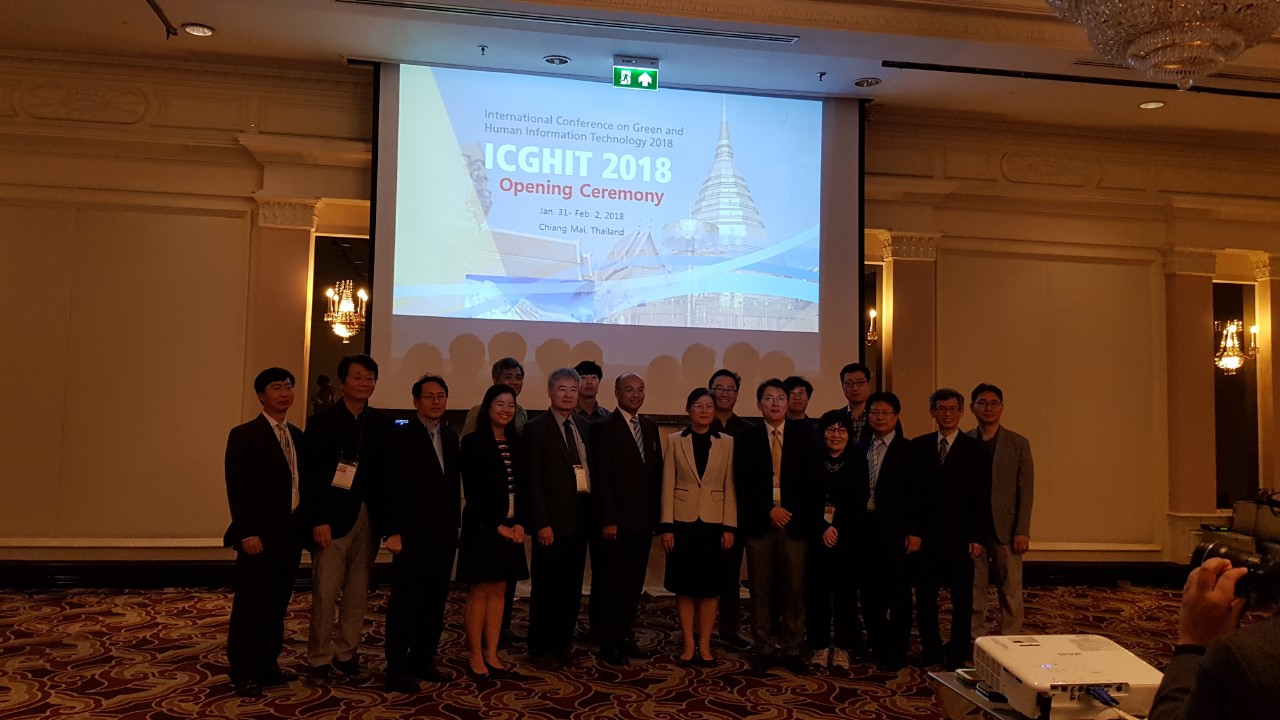 International Conference on Green and
Human Information Technology 2018
ICGHIT 2018
Opening Ceremony
Jan. 31- Feb. 2, 2018
Chiang Mai, Thailand
EPSON